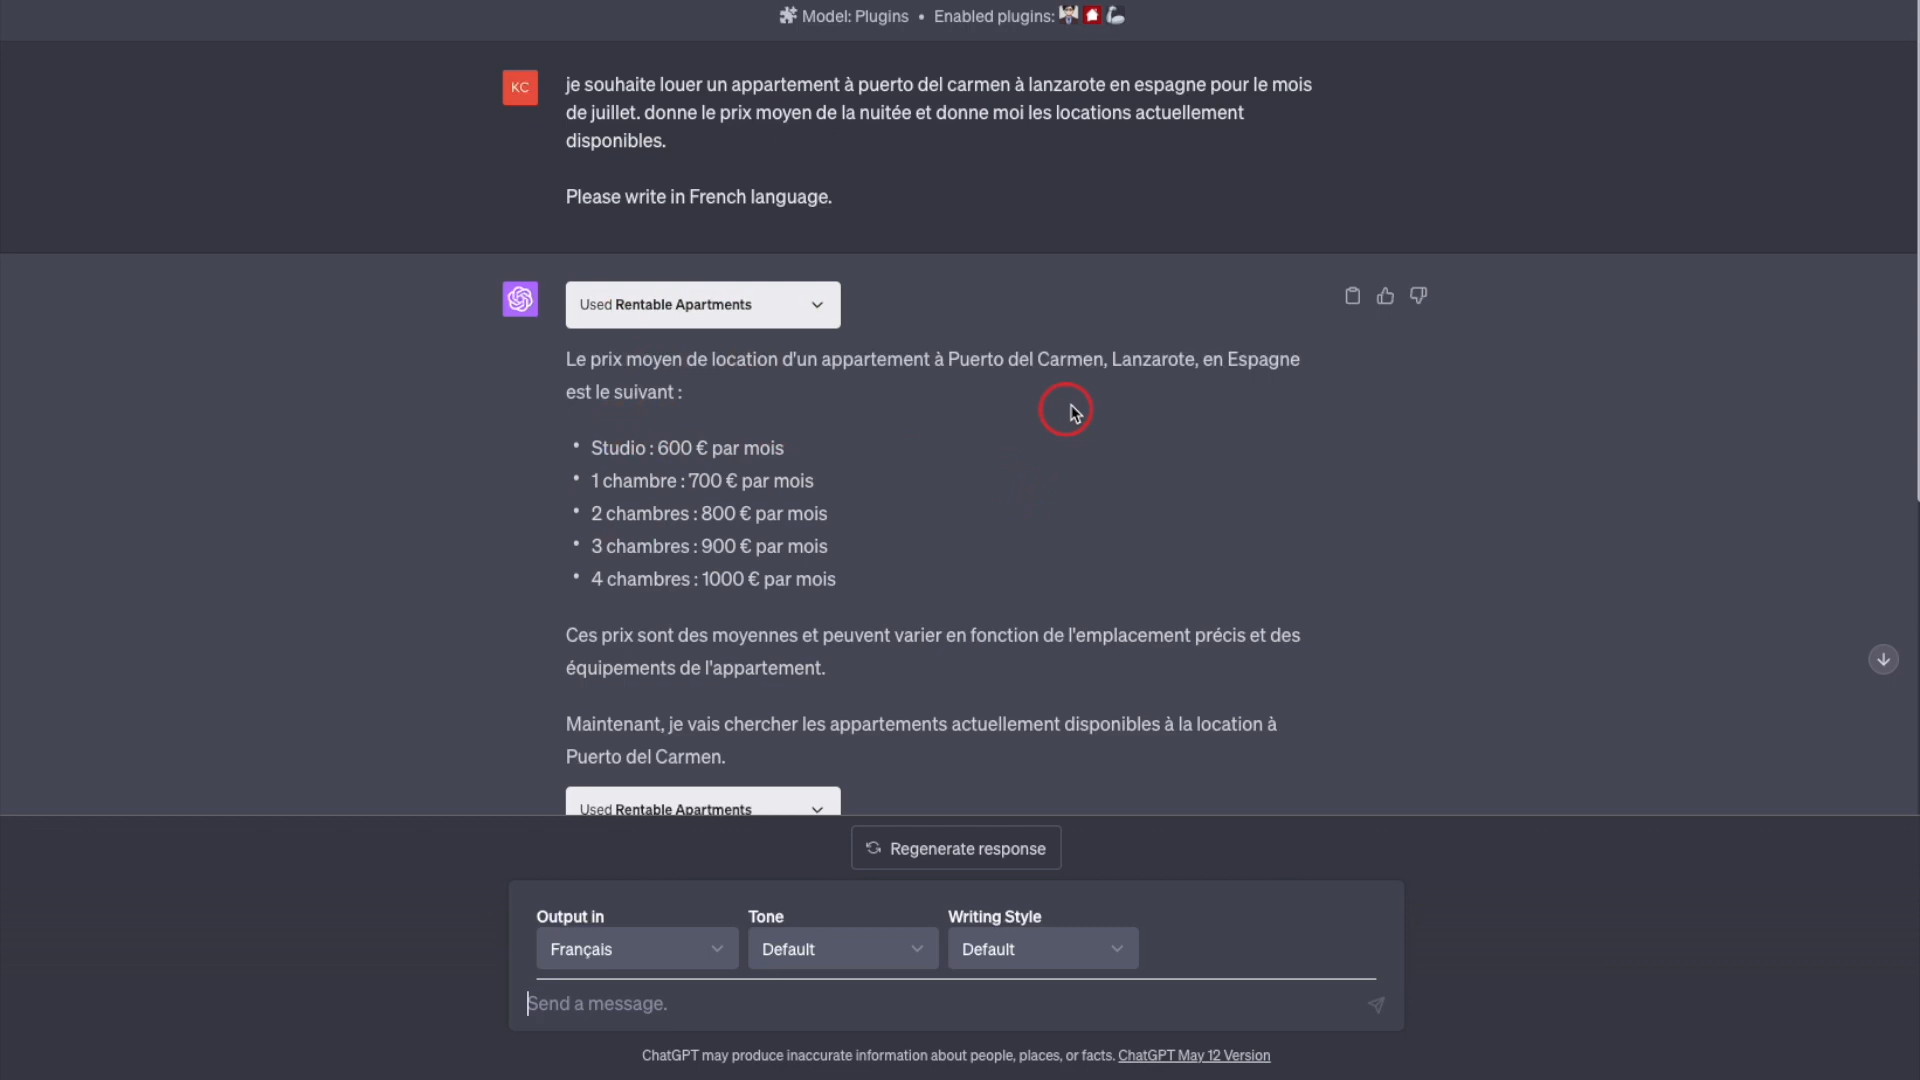 Model: Plugins • Enabled plugins:
KC
je souhaite louer un appartement à puerto del carmen à lanzarote en espagne pour le mois
de juillet. donne le prix moyen de la nuitée et donne moi les locations actuellement
disponibles.
Please write in French language.
Used Rentable Apartments
Le prix moyen de location d'un appartement à Puerto del Carmen, Lanzarote, en Espagne
est le suivant :
• Studio : 600 € par mois
• 1 chambre : 700 € par mois
• 2 chambres : 800 € par mois
• 3 chambres : 900 € par mois
• 4 chambres : 1000 € par mois
Ces prix sont des moyennes et peuvent varier en fonction de l'emplacement précis et des
équipements de l'appartement.
Maintenant, je vais chercher les appartements actuellement disponibles à la location à
Puerto del Carmen.
Used Rentable Apartments
Regenerate response
Output in Tone Writing Style
Français Default Default
Send a message.
ChatGPT may produce inaccurate information about people, places, or facts. ChatGPT May 12 Version